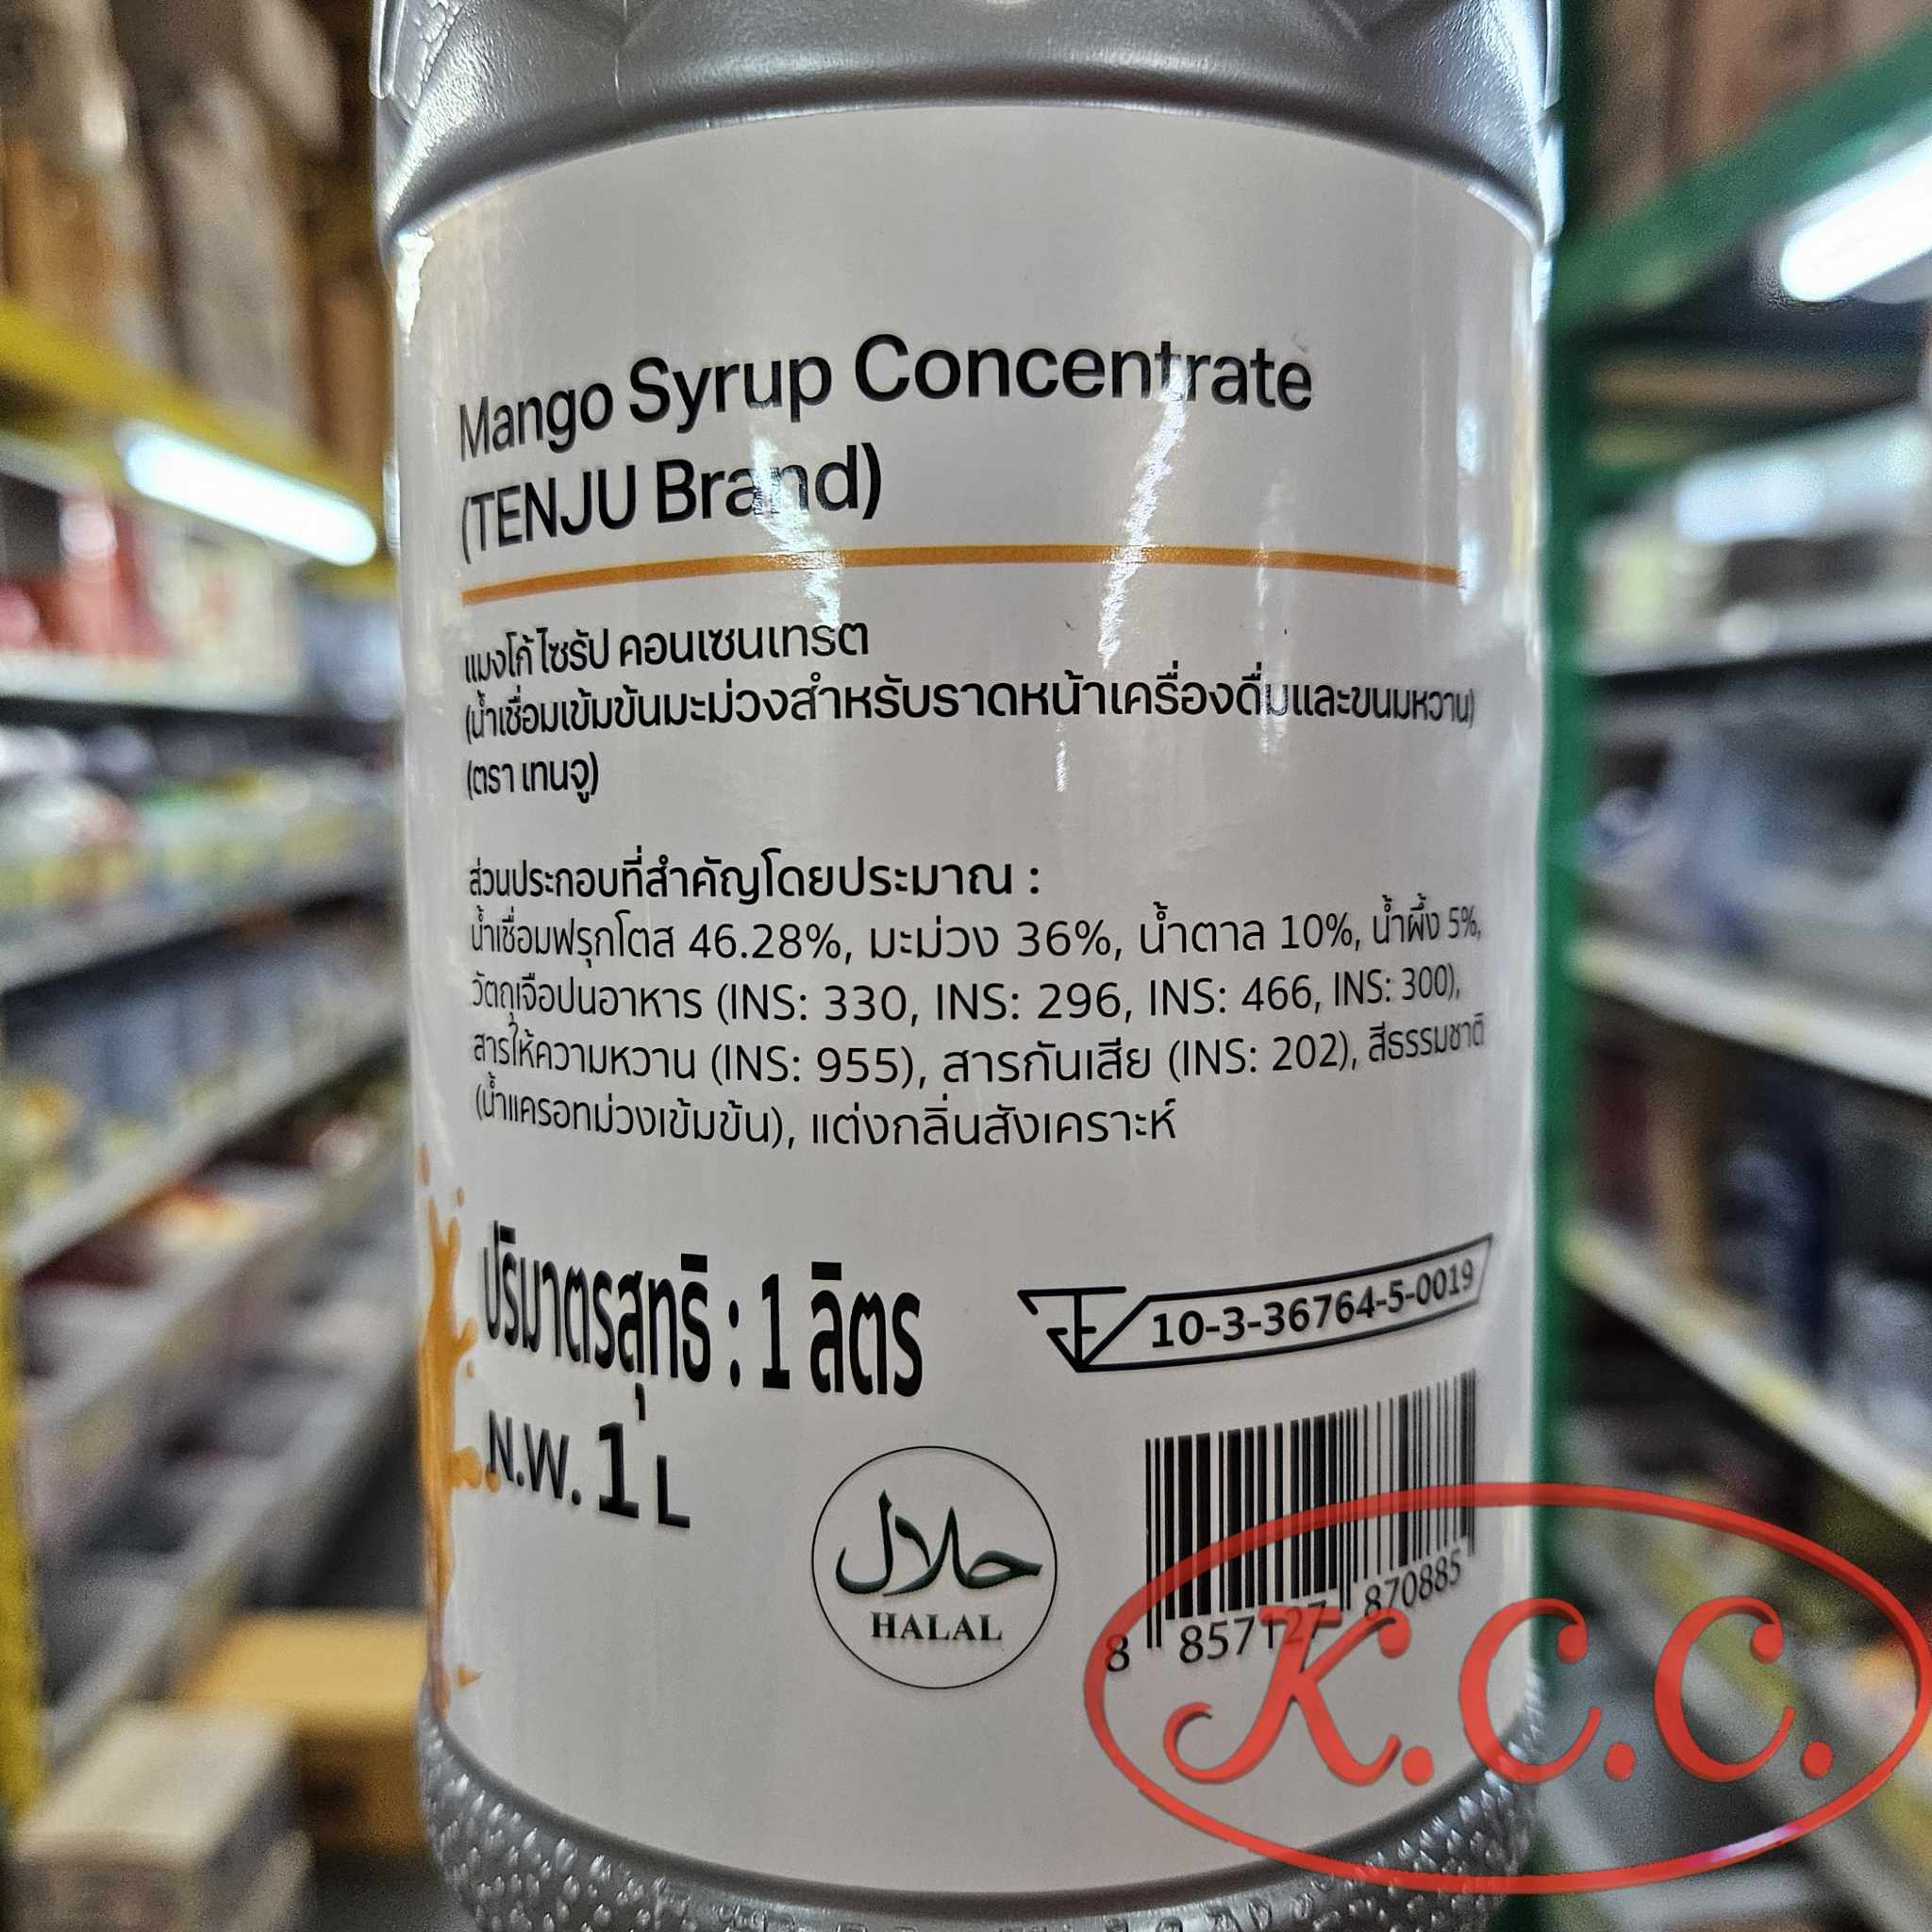 Mango Syrup Concentrate
(TENJU Brand)
แมงโก้ ไซรัป คอนเซนเทรต
(น้ำเชื่อมเข้มข้นมะม่วงสำหรับราดหน้าเครื่องดื่มและขนมหวาน)
(ตรา เทนจู)
ส่วนประกอบที่สำคัญโดยประมาณ :
น้ำเชื่อมฟรุกโตส 46.28%, มะม่วง 36%, น้ำตาล 10%, น้ำผึ้ง 5%,
วัตถุเจือปนอาหาร (INS: 330, INS: 296, INS: 466, INS: 300),
สารให้ความหวาน (INS: 955), สารกันเสีย (INS: 202), สีธรรมชาติ
(น้ำแครอทม่วงเข้มข้น), แต่งกลิ่นสังเคราะห์
ปริมาตรสุทธิ : 1 ลิตร
10-3-36764-5-0019
N.W. 1 L
حلال
HALAL
8 857127 870885
K.C.C.